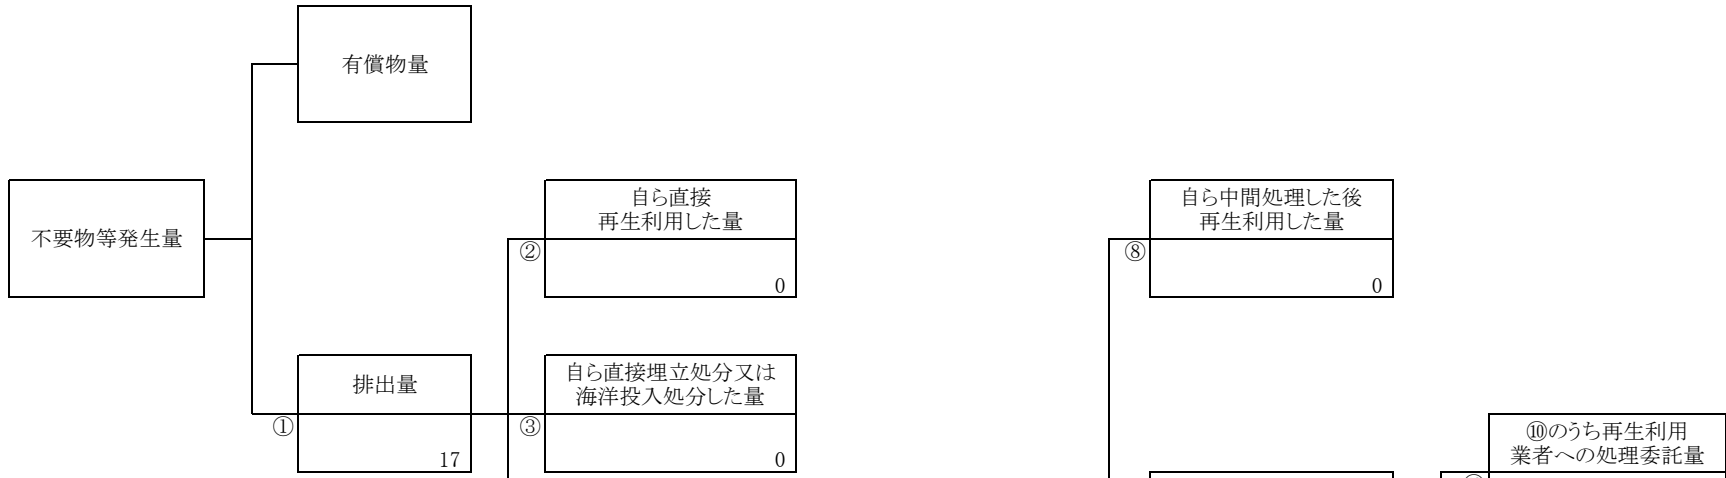 有償物量
不要物等発生量
自ら直接
再生利用した量
②
0
自ら中間処理した後
再生利用した量
⑧
0
排出量
①
17
自ら直接埋立処分又は
海洋投入処分した量
③
0
⑩のうち再生利用
業者への処理委託量